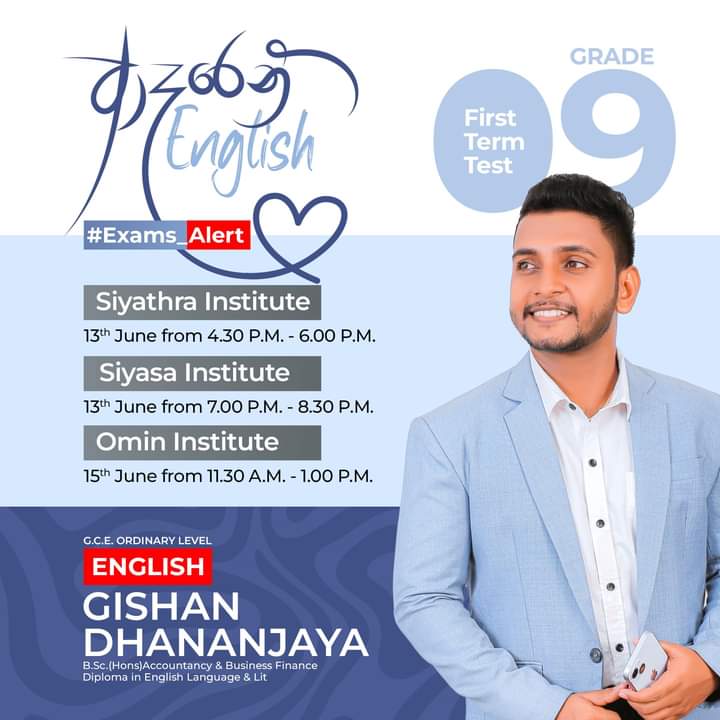 ආදරෙන්
English
#Exams_Alert
GRADE
09
First
Term
Test
Siyathra Institute
13th June from 4.30 P.M. - 6.00 P.M.
Siyasa Institute
13th June from 7.00 P.M. - 8.30 P.M.
Omin Institute
15th June from 11.30 A.M. - 1.00 P.M.
G.C.E. ORDINARY LEVEL
ENGLISH
GISHAN
DHANANJAYA
B.Sc.(Hons)Accountancy & Business Finance
Diploma in English Language & Lit